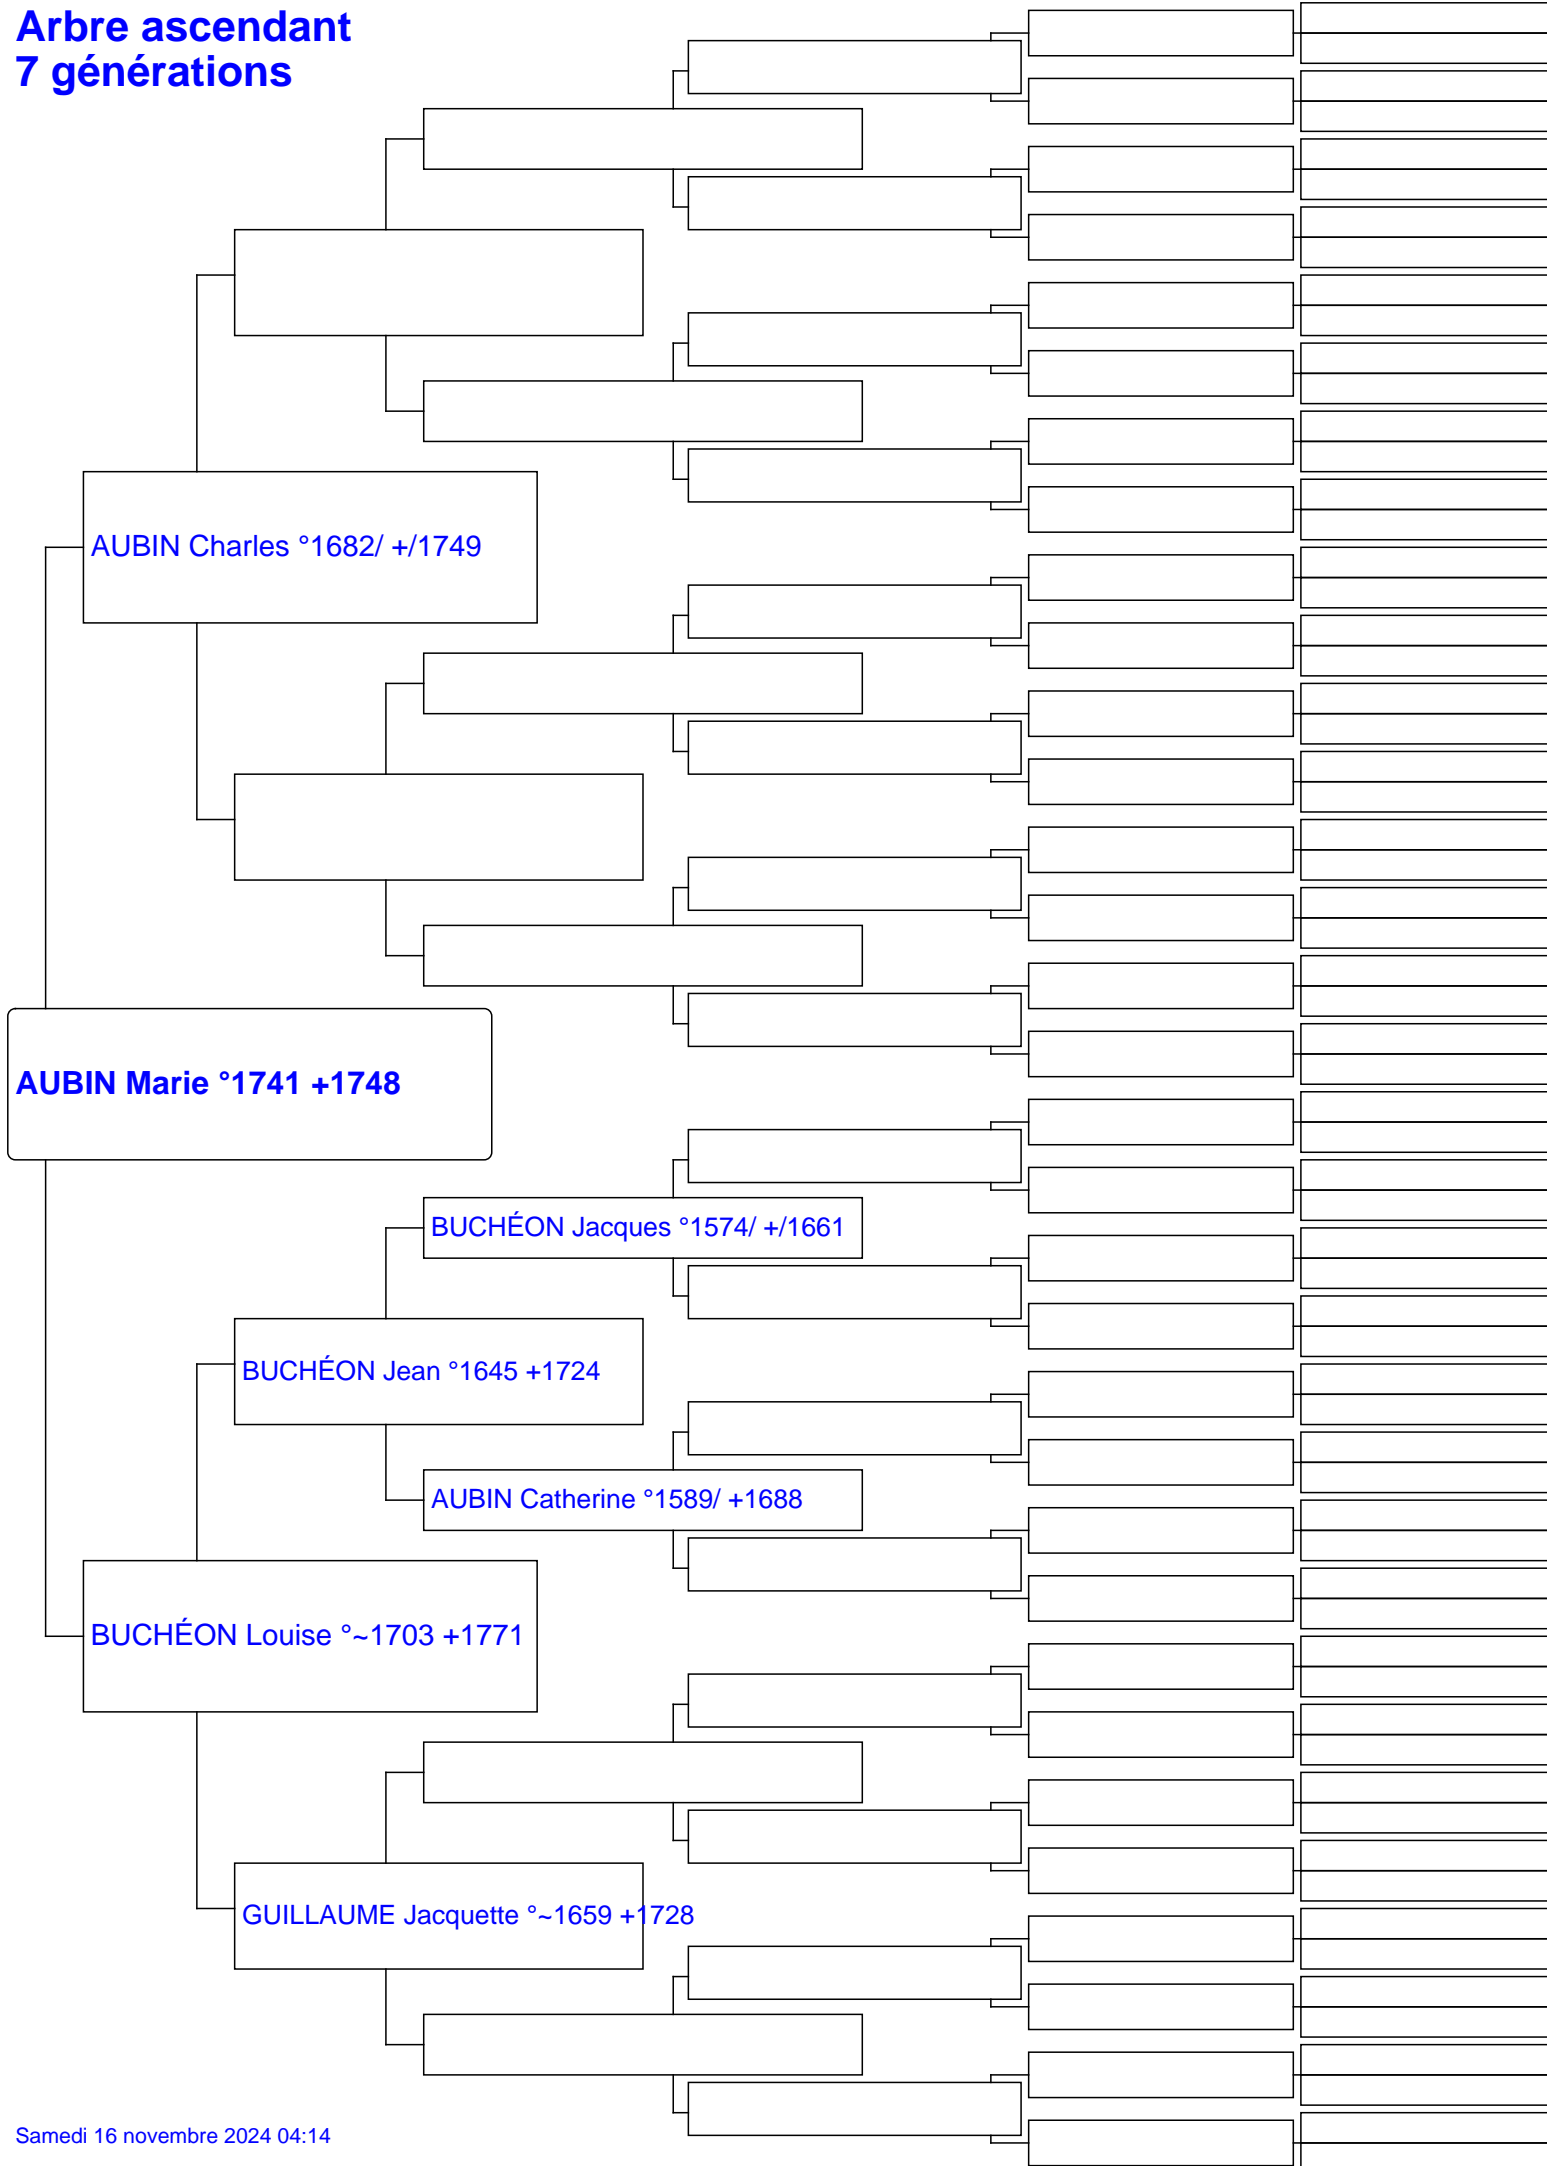 Arbre ascendant
7 générations
AUBIN Charles °1682/ +/1749
AUBIN Marie °1741 +1748
BUCHÉON Jacques °1574/ +/1661
BUCHÉON Jean °1645 +1724
AUBIN Catherine °1589/ +1688
BUCHÉON Louise °~1703 +1771
GUILLAUME Jacquette °~1659 +1728
Samedi 16 novembre 2024 04:14